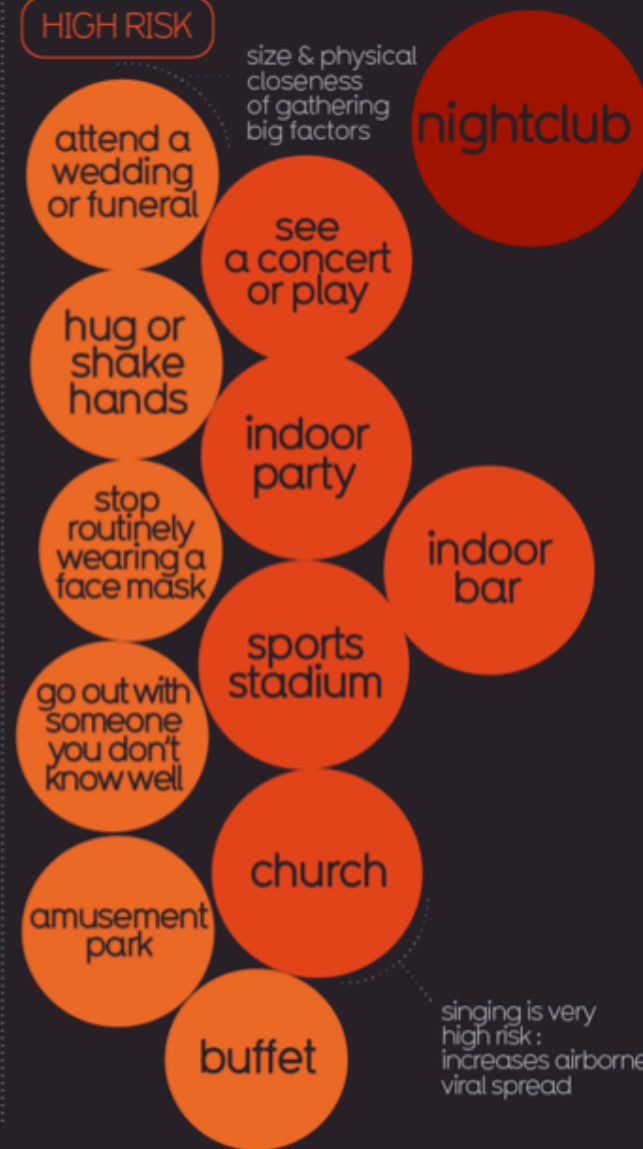 HIGH RISK
size & physical
closeness
of gathering
big factors
nightclub
attend a
wedding
or funeral
see
a concert
or play
hug or
shake
hands
indoor
party
stop
routinely
wearing a
face mask
indoor
bar
sports
stadium
go out with
someone
you don't
know well
church
amusement
park
singing is very
high risk :
increases airborne
viral spread
buffet